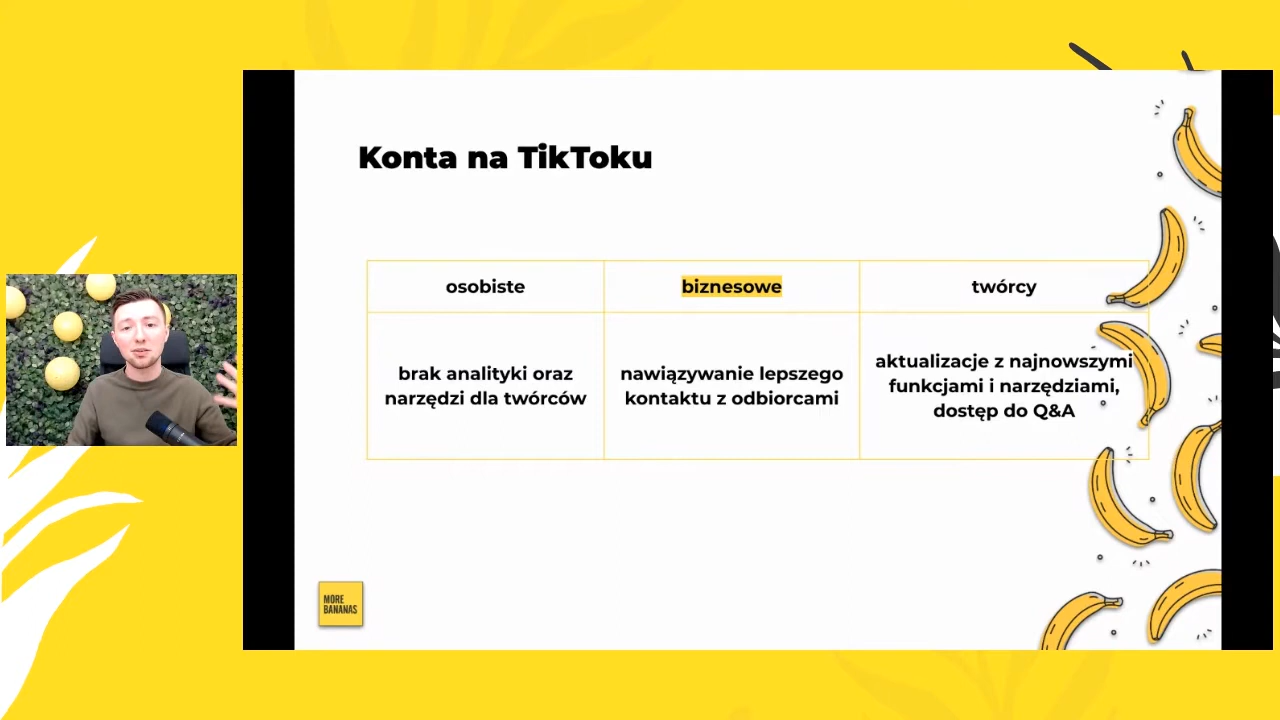 Konta na TikToku
osobiste
biznesowe
twórcy
brak analityki oraz
narzędzi dla twórców
nawiązywanie lepszego
kontaktu z odbiorcami
aktualizacje z najnowszymi
funkcjami i narzędziami,
dostęp do Q&A
MORE
BANANAS